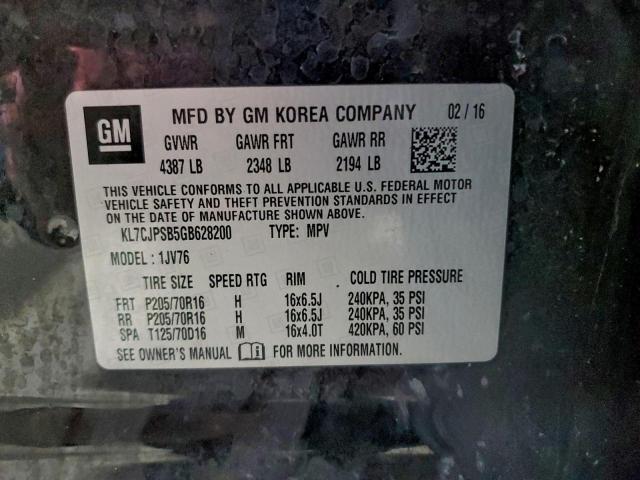 GM
MFD BY GM KOREA COMPANY 02 / 16
GVWR GAWR FRT GAWR RR
4387 LB 2348 LB 2194 LB
THIS VEHICLE CONFORMS TO ALL APPLICABLE U.S. FEDERAL MOTOR
VEHICLE SAFETY AND THEFT PREVENTION STANDARDS IN EFFECT
ON THE DATE OF MANUFACTURE SHOWN ABOVE.
KL7CJPSB5GB628200 TYPE: MPV
MODEL: 1JV76
TIRE SIZE SPEED RTG RIM COLD TIRE PRESSURE
FRT P205/70R16 H 16x6.5J 240KPA, 35 PSI
RR P205/70R16 H 16x6.5J 240KPA, 35 PSI
SPA T125/70D16 M 16x4.0T 420KPA, 60 PSI
SEE OWNER'S MANUAL FOR MORE INFORMATION.